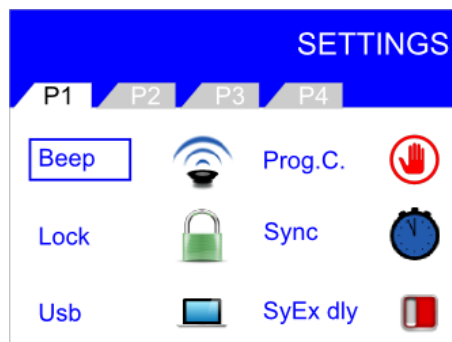 SETTINGS
P1 P2 P3 P4
Beep Prog.C.
Lock Sync
Usb SyEx dly